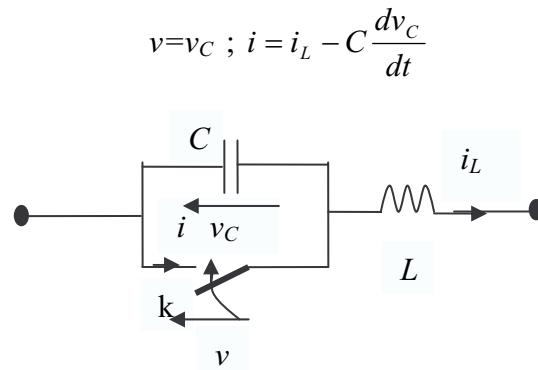 v=v_C ; i = i_L − C dv_C/dt
C
i_L
i v_C
L
k
v